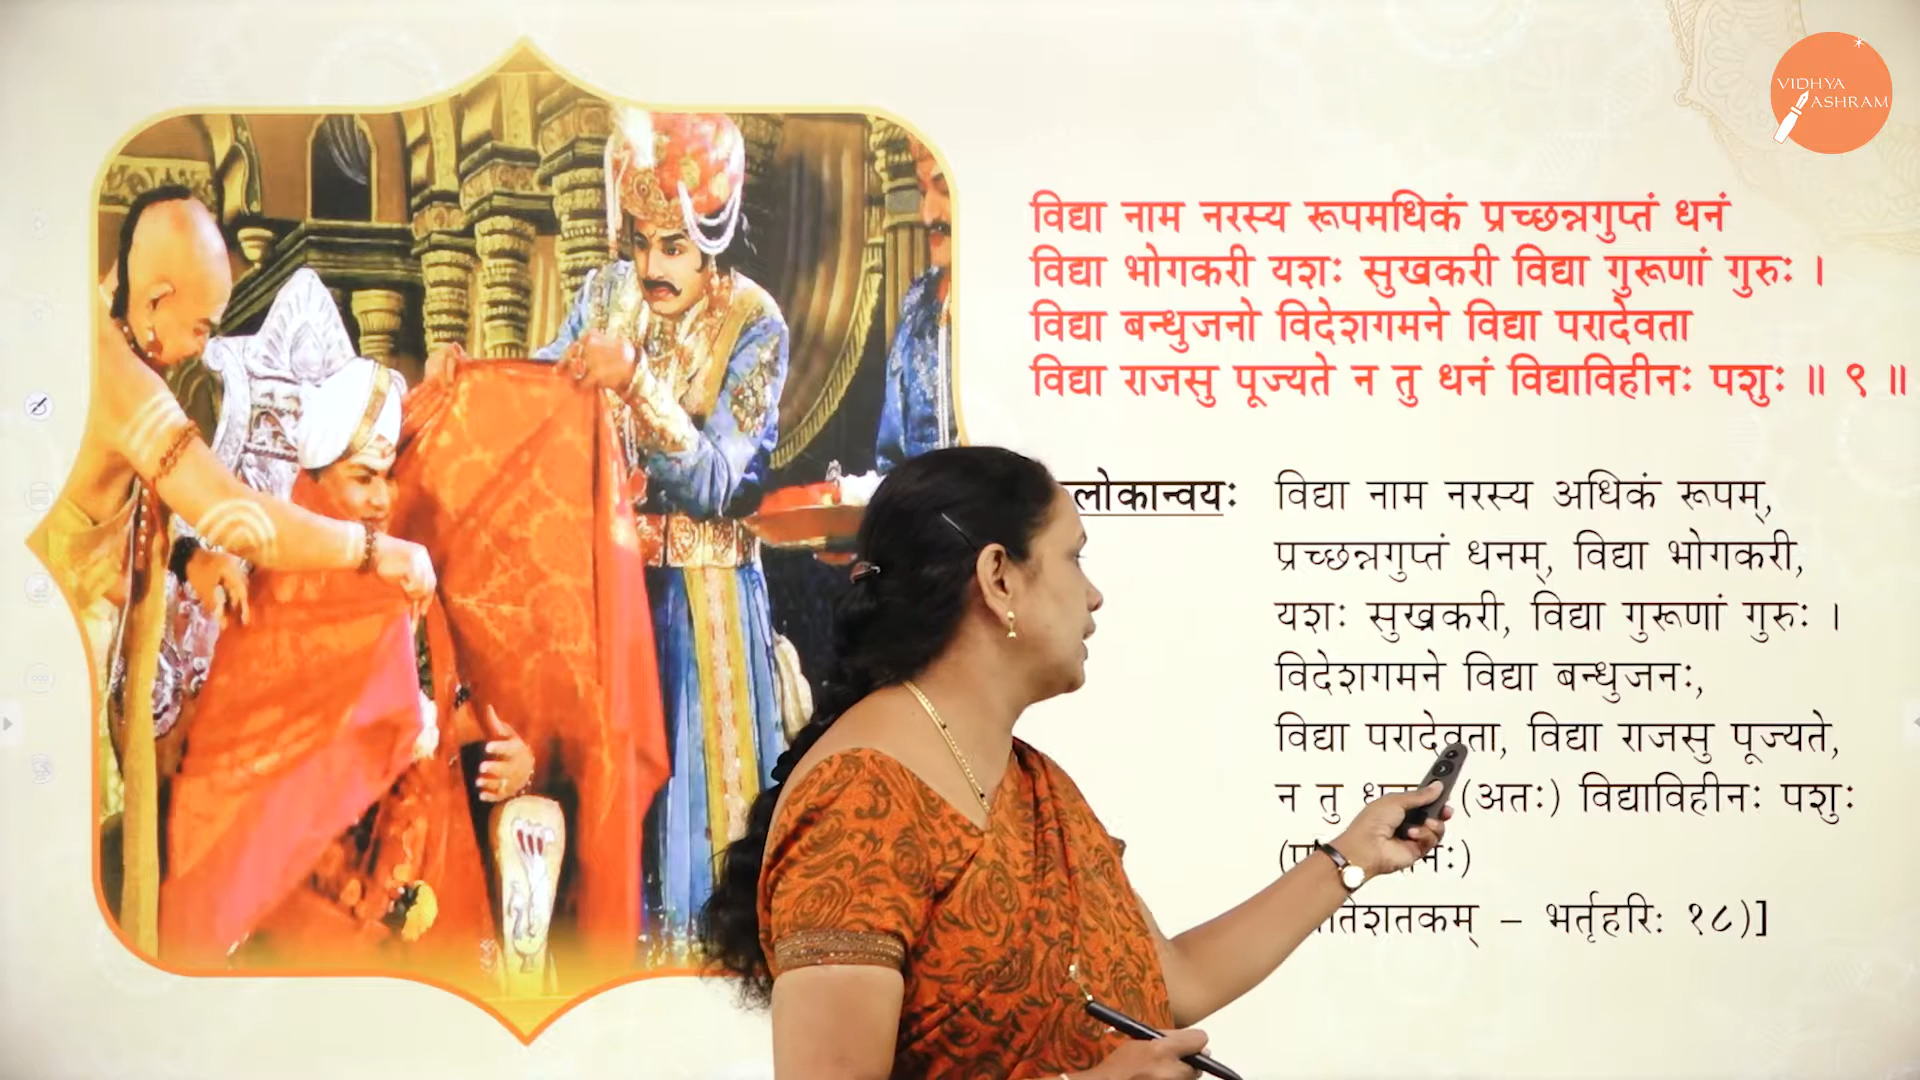 VIDHYA
ASHRAM
विद्या नाम नरस्य रूपमधिकं प्रच्छन्नगुप्तं धनं
विद्या भोगकरी यशः सुखकरी विद्या गुरूणां गुरुः ।
विद्या बन्धुजनो विदेशगमने विद्या परादेवता
विद्या राजसु पूज्यते न तु धनं विद्याविहीनः पशुः ॥ ९ ॥
विद्या नाम नरस्य अधिकं रूपम्,
प्रच्छन्नगुप्तं धनम्, विद्या भोगकरी,
यशः सुखकरी, विद्या गुरूणां गुरुः ।
विदेशगमने विद्या बन्धुजनः,
विद्या परादेवता, विद्या राजसु पूज्यते,
न तु (अतः) विद्याविहीनः पशुः
– भर्तृहरिः १८)]